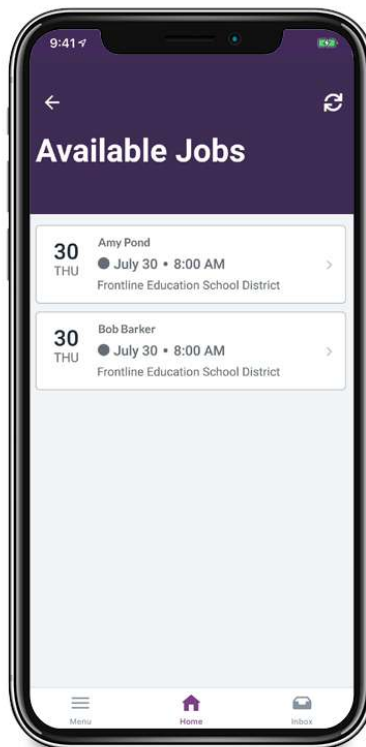 9:41
Available Jobs
30
THU
Amy Pond
July 30 • 8:00 AM
Frontline Education School District
30
THU
Bob Barker
July 30 • 8:00 AM
Frontline Education School District
Menu
Home
Inbox